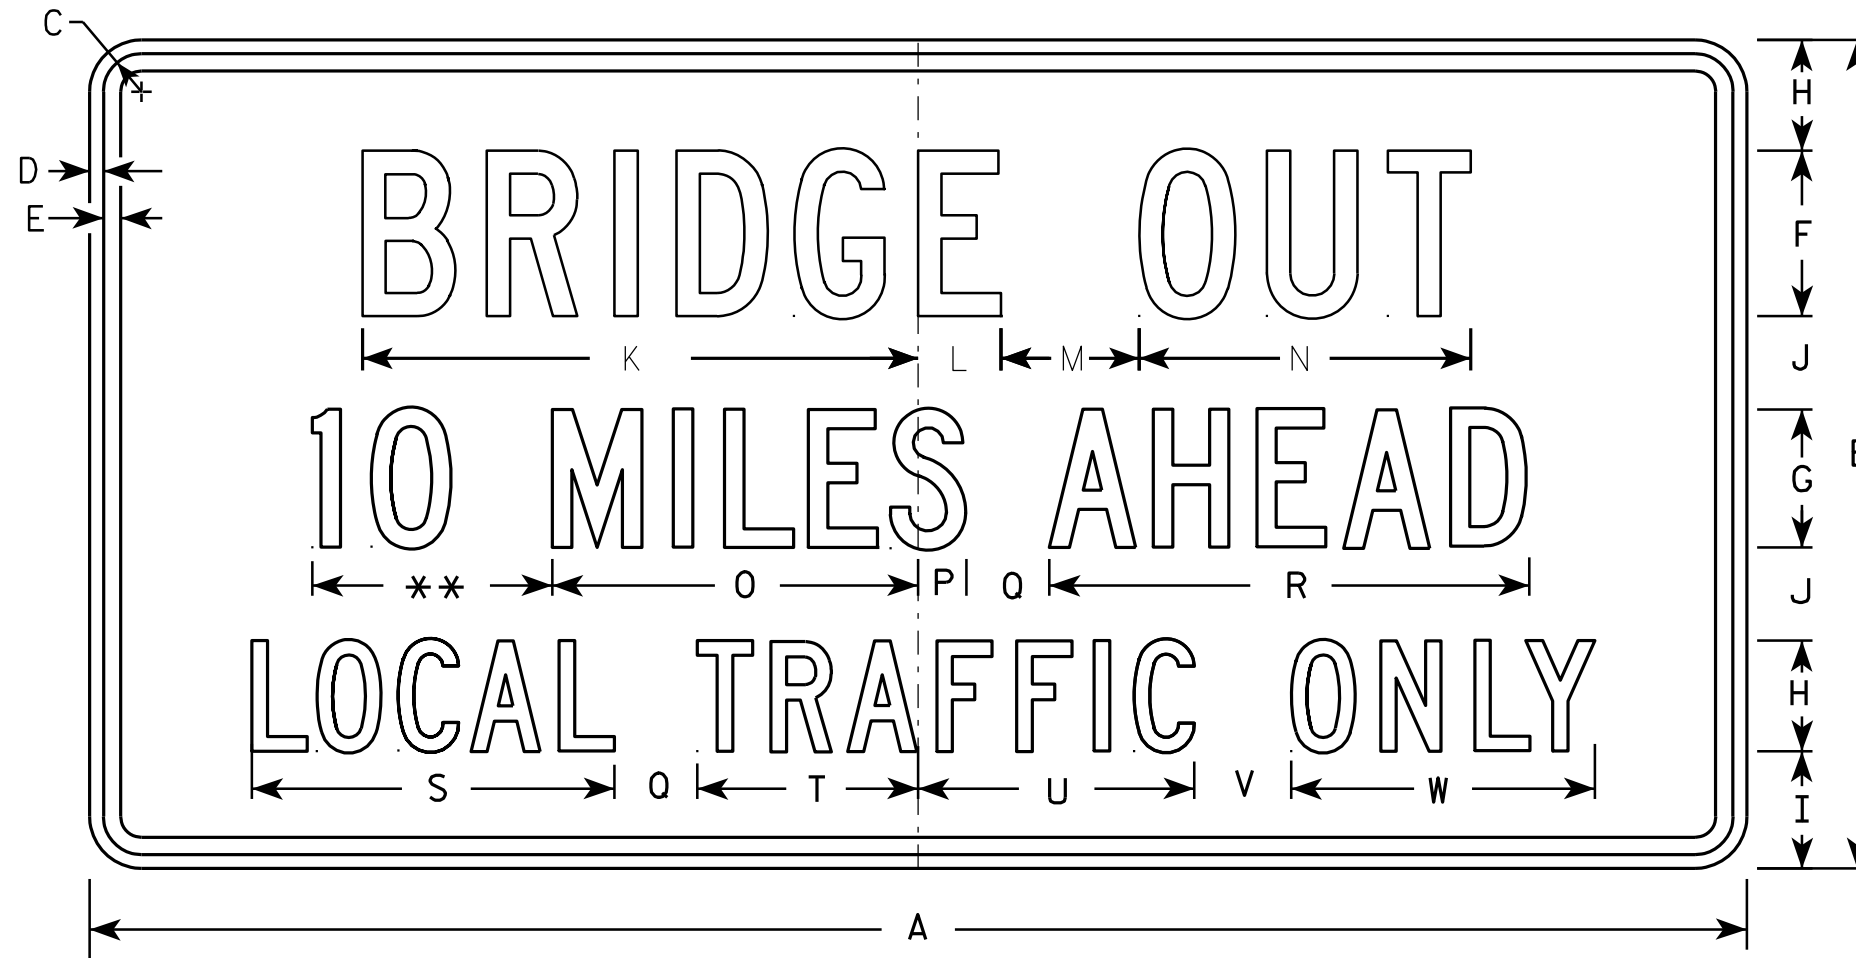 C
H
BRIDGE OUT
D
E
F
K L M N
J
10 MILES AHEAD
G
** O P Q R
J
LOCAL TRAFFIC ONLY
H
S Q T U V W
I
A